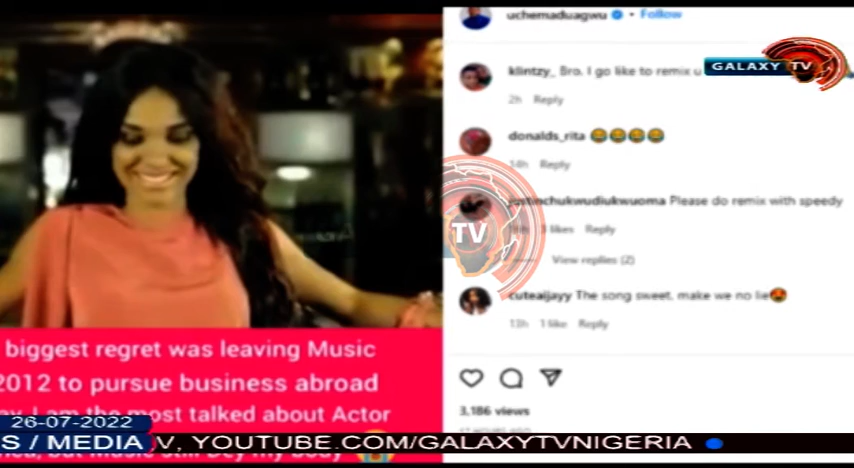 uchemaduagwu • Follow
klintzy_ Bro. I go like to remix u
2h Reply
GALAXY TV
donalds_rita 😂😂😂😂
14h Reply
justinchukwudiukwuoma Please do remix with speedy
likes Reply
View replies (2)
cuteaijayy The song sweet, make we no lie😍
13h 1 like Reply
3,186 views
TV
biggest regret was leaving Music
2012 to pursue business abroad
I am the most talked about Actor
but Music still Dey my body 😭
26-07-2022
S / MEDIA
V, YOUTUBE.COM/GALAXYTVNIGERIA